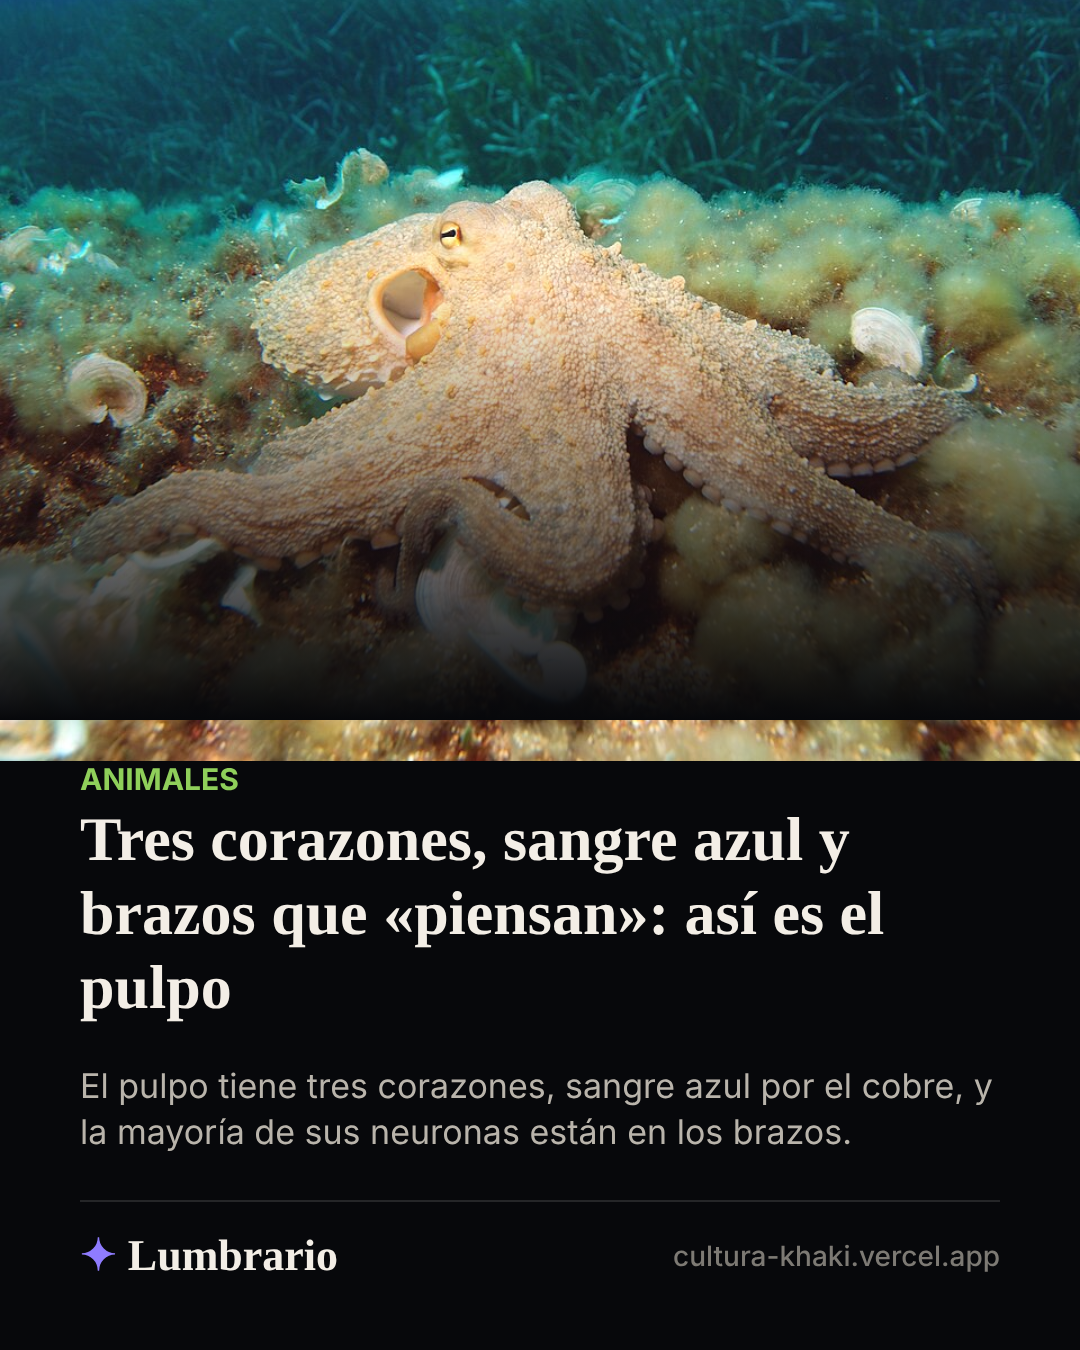 ANIMALES
Tres corazones, sangre azul y
brazos que «piensan»: así es el
pulpo
El pulpo tiene tres corazones, sangre azul por el cobre, y
la mayoría de sus neuronas están en los brazos.
Lumbrario
cultura-khaki.vercel.app